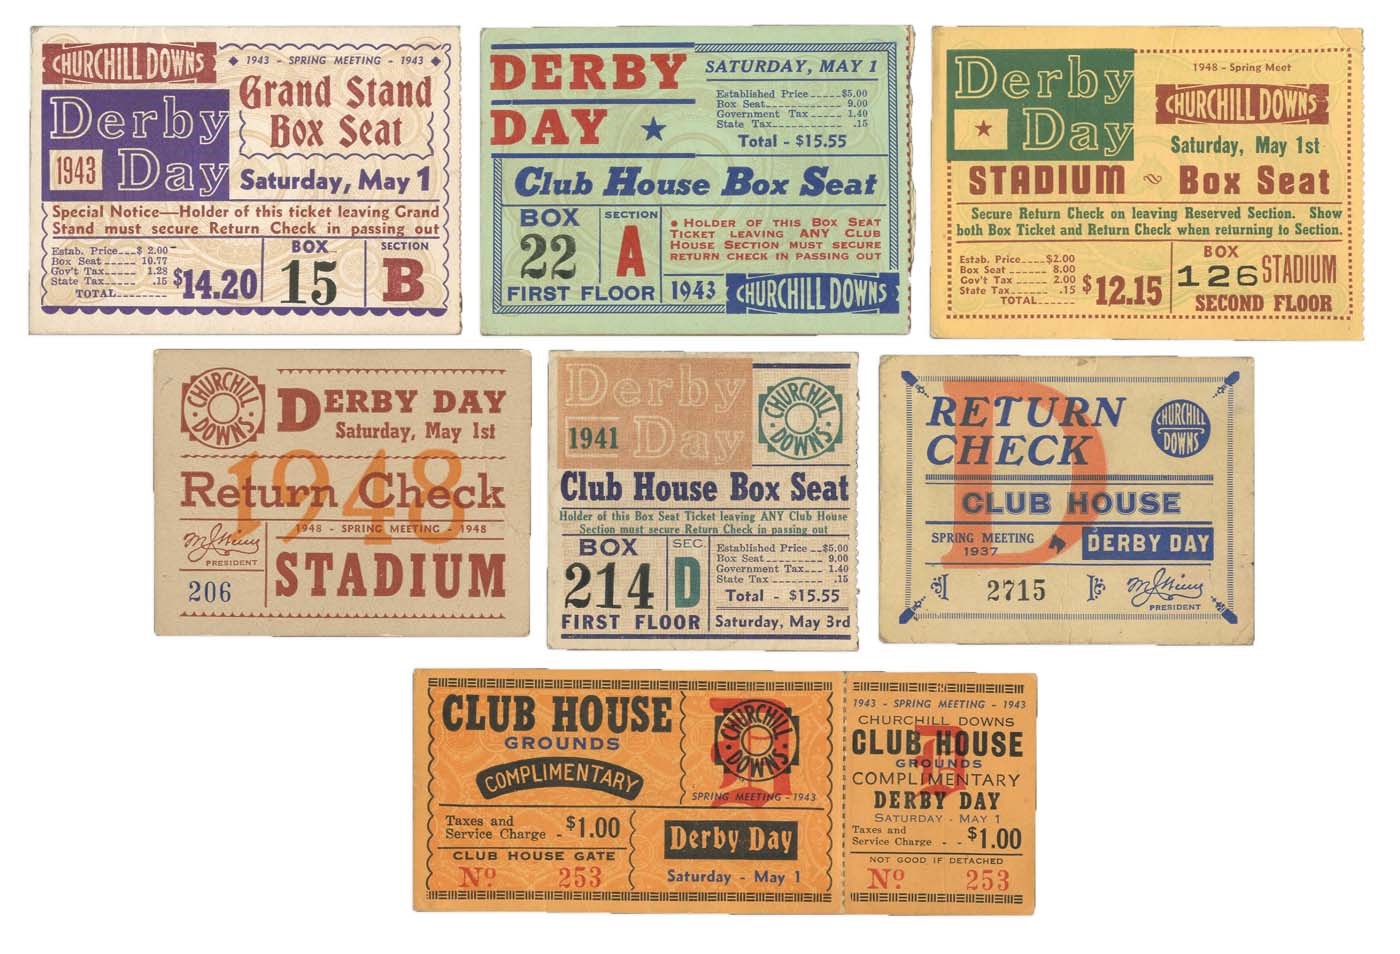 CHURCHILL DOWNS
Derby
1943 Day
◆ 1943 - SPRING MEETING - 1943 ◆
Grand Stand
Box Seat
Saturday, May 1
Special Notice—Holder of this ticket leaving Grand
Stand must secure Return Check in passing out
Estab. Price $ 2.00
Box Seat 10.77
Gov't Tax 1.28
State Tax .15
TOTAL $14.20
BOX
15
SECTION
B
DERBY
DAY ★
SATURDAY, MAY 1
Established Price $5.00
Box Seat 9.00
Government Tax 1.40
State Tax .15
Total - $15.55
Club House Box Seat
BOX
22
FIRST FLOOR
SECTION
A
• HOLDER OF THIS BOX SEAT
TICKET LEAVING ANY CLUB
HOUSE SECTION MUST SECURE
RETURN CHECK IN PASSING OUT
1943 CHURCHILL DOWNS
Derby
★ Day
1948 - Spring Meet
CHURCHILL DOWNS
Saturday, May 1st
STADIUM ~ Box Seat
Secure Return Check on leaving Reserved Section. Show
both Box Ticket and Return Check when returning to Section.
Estab. Price $2.00
Box Seat 8.00
Gov't Tax 2.00
State Tax .15
TOTAL $12.15
BOX
126 STADIUM
SECOND FLOOR
CHURCHILL
DOWNS
DERBY DAY
Saturday, May 1st
1948
Return Check
1948 - SPRING MEETING - 1948
M J Winn
PRESIDENT
206
STADIUM
Derby
1941 Day
CHURCHILL
DOWNS
Club House Box Seat
Holder of this Box Seat Ticket leaving ANY Club House
Section must secure Return Check in passing out
BOX
214
FIRST FLOOR
SEC.
D
Established Price $5.00
Box Seat 9.00
Government Tax 1.40
State Tax .15
Total - $15.55
Saturday, May 3rd
D
RETURN
CHECK
CHURCHILL
DOWNS
CLUB HOUSE
SPRING MEETING
1937
DERBY DAY
2715
M J Winn
PRESIDENT
CLUB HOUSE
GROUNDS
COMPLIMENTARY
Taxes and
Service Charge - $1.00
CLUB HOUSE GATE
No 253
D
CHURCHILL
DOWNS
SPRING MEETING - 1943
Derby Day
Saturday - May 1
1943 - SPRING MEETING - 1943
CHURCHILL DOWNS
D
CLUB HOUSE
GROUNDS
COMPLIMENTARY
DERBY DAY
SATURDAY - MAY 1
Taxes and
Service Charge - - $1.00
NOT GOOD IF DETACHED
No 253